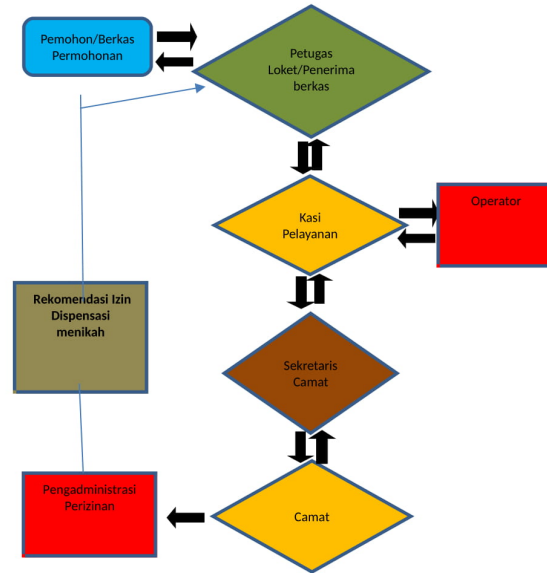 Pemohon/Berkas
Permohonan
Petugas
Loket/Penerima
berkas
Kasi
Pelayanan
Operator
Rekomendasi Izin
Dispensasi
menikah
Sekretaris
Camat
Pengadministrasi
Perizinan
Camat